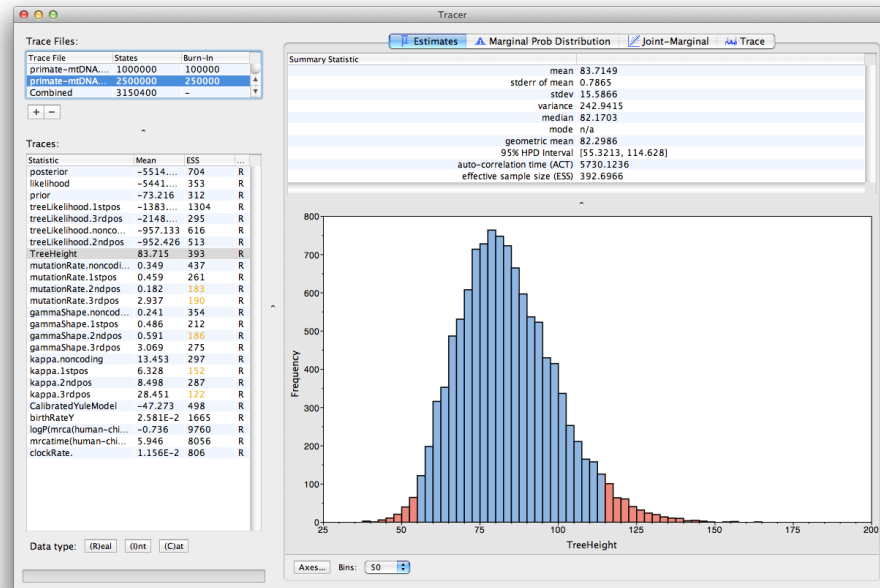 Tracer
Trace Files:
Trace File States Burn-In
primate-mtDNA.... 1000000 100000
primate-mtDNA... 2500000 250000
Combined 3150400 -
+ −
Traces:
Statistic Mean ESS ...
posterior -5514.... 704 R
likelihood -5441.... 353 R
prior -73.216 312 R
treeLikelihood.1stpos -1383.... 1304 R
treeLikelihood.3rdpos -2148.... 295 R
treeLikelihood.nonco... -957.133 616 R
treeLikelihood.2ndpos -952.426 513 R
TreeHeight 83.715 393 R
mutationRate.noncodi... 0.349 437 R
mutationRate.1stpos 0.459 261 R
mutationRate.2ndpos 0.182 183 R
mutationRate.3rdpos 2.937 190 R
gammaShape.noncod... 0.241 354 R
gammaShape.1stpos 0.486 212 R
gammaShape.2ndpos 0.591 186 R
gammaShape.3rdpos 3.069 275 R
kappa.noncoding 13.453 297 R
kappa.1stpos 6.328 152 R
kappa.2ndpos 8.498 287 R
kappa.3rdpos 28.451 122 R
CalibratedYuleModel -47.273 498 R
birthRateY 2.581E-2 1665 R
logP(mrca(human-chi... -0.736 9760 R
mrcatime(human-chi... 5.946 8056 R
clockRate. 1.156E-2 806 R
Data type: (R)eal (I)nt (C)at
Estimates Marginal Prob Distribution Joint-Marginal Trace
Summary Statistic
mean 83.7149
stderr of mean 0.7865
stdev 15.5866
variance 242.9415
median 82.1703
mode n/a
geometric mean 82.2986
95% HPD Interval [55.3213, 114.628]
auto-correlation time (ACT) 5730.1236
effective sample size (ESS) 392.6966
800
700
600
500
400
300
200
100
0
Frequency
25 50 75 100 125 150 175 200
TreeHeight
Axes... Bins: 50